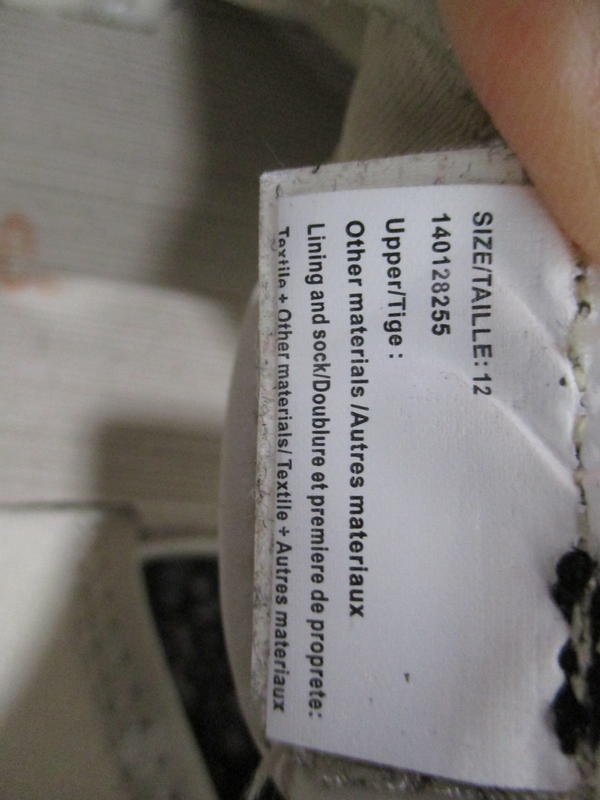 SIZE/TAILLE: 12
140128255
Upper/Tige :
Other materials /Autres materiaux
Lining and sock/Doublure et premiere de proprete:
Textile + Other materials/ Textile + Autres materiaux